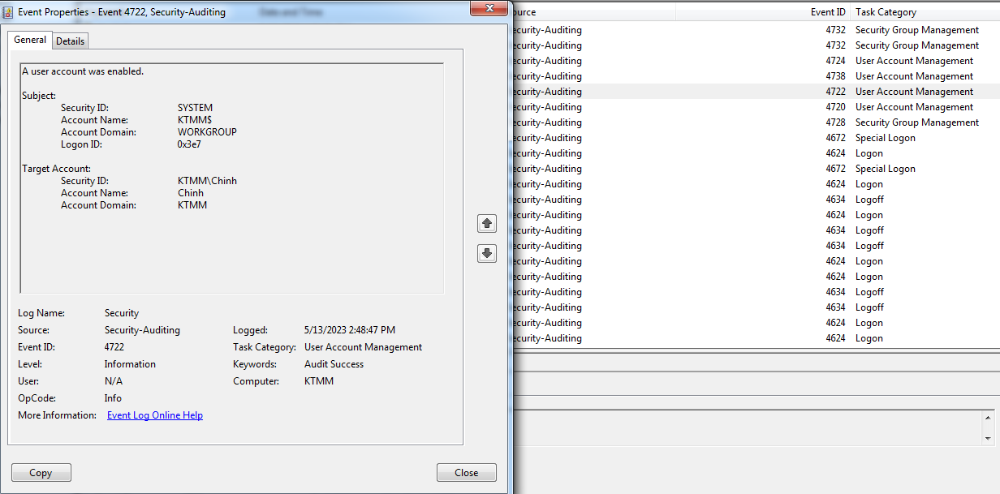 Event Properties - Event 4722, Security-Auditing
General Details
A user account was enabled.
Subject:
Security ID: SYSTEM
Account Name: KTMM$
Account Domain: WORKGROUP
Logon ID: 0x3e7
Target Account:
Security ID: KTMM\Chinh
Account Name: Chinh
Account Domain: KTMM
Log Name: Security
Source: Security-Auditing Logged: 5/13/2023 2:48:47 PM
Event ID: 4722 Task Category: User Account Management
Level: Information Keywords: Audit Success
User: N/A Computer: KTMM
OpCode: Info
More Information: Event Log Online Help
Copy Close
ource Event ID Task Category
ecurity-Auditing 4732 Security Group Management
ecurity-Auditing 4732 Security Group Management
ecurity-Auditing 4724 User Account Management
ecurity-Auditing 4738 User Account Management
ecurity-Auditing 4722 User Account Management
ecurity-Auditing 4720 User Account Management
ecurity-Auditing 4728 Security Group Management
ecurity-Auditing 4672 Special Logon
ecurity-Auditing 4624 Logon
ecurity-Auditing 4672 Special Logon
ecurity-Auditing 4624 Logon
ecurity-Auditing 4634 Logoff
ecurity-Auditing 4624 Logon
ecurity-Auditing 4634 Logoff
ecurity-Auditing 4634 Logoff
ecurity-Auditing 4624 Logon
ecurity-Auditing 4624 Logon
ecurity-Auditing 4634 Logoff
ecurity-Auditing 4634 Logoff
ecurity-Auditing 4624 Logon
ecurity-Auditing 4624 Logon